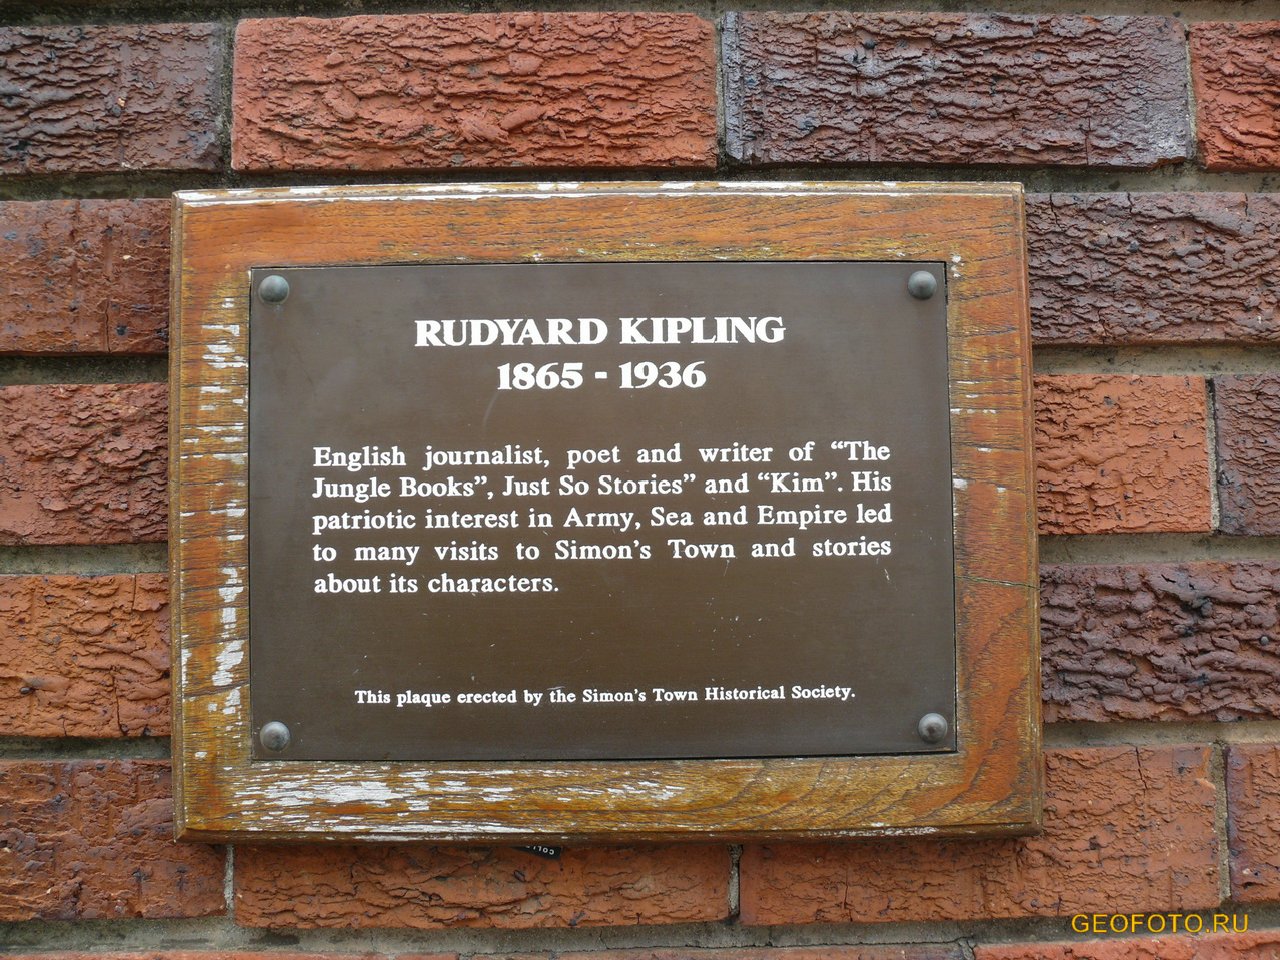 RUDYARD KIPLING
1865 - 1936
English journalist, poet and writer of “The
Jungle Books”, Just So Stories” and “Kim”. His
patriotic interest in Army, Sea and Empire led
to many visits to Simon's Town and stories
about its characters.
This plaque erected by the Simon's Town Historical Society.
GEOFOTO.RU